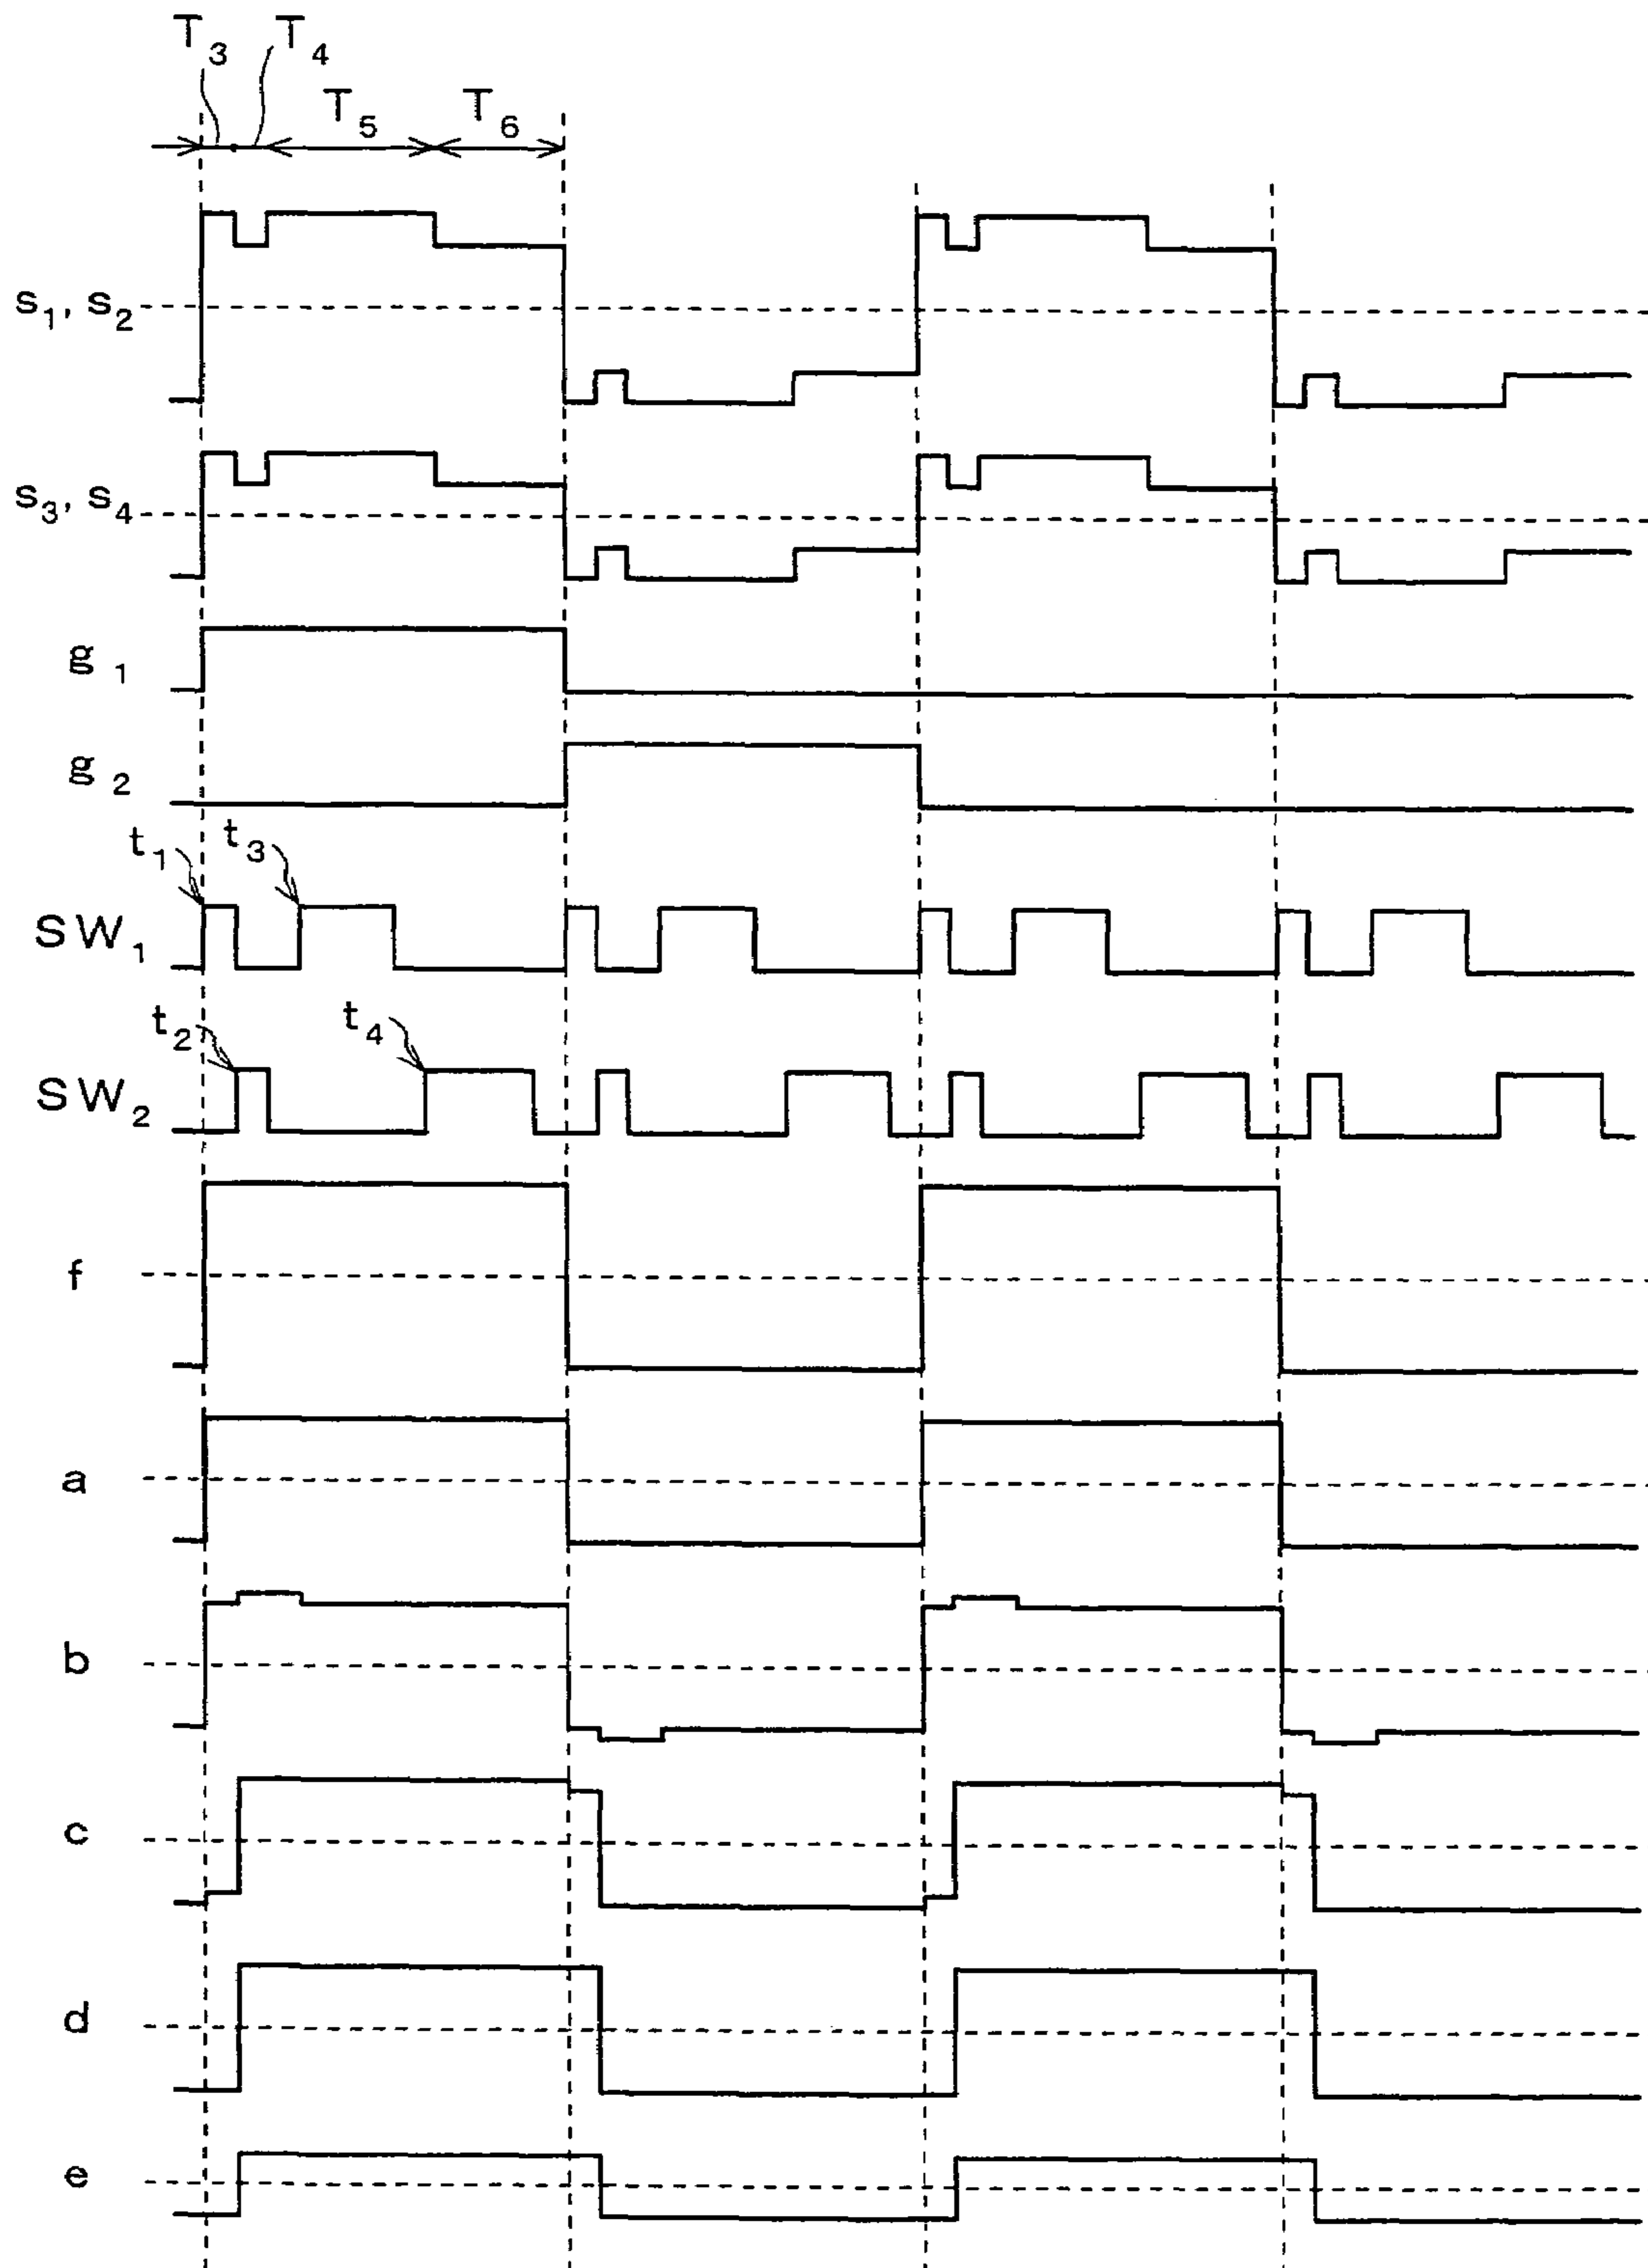 T₃ T₄
T₅ T₆
s₁, s₂
s₃, s₄
g₁
g₂
t₁ t₃
SW₁
t₂ t₄
SW₂
f
a
b
c
d
e